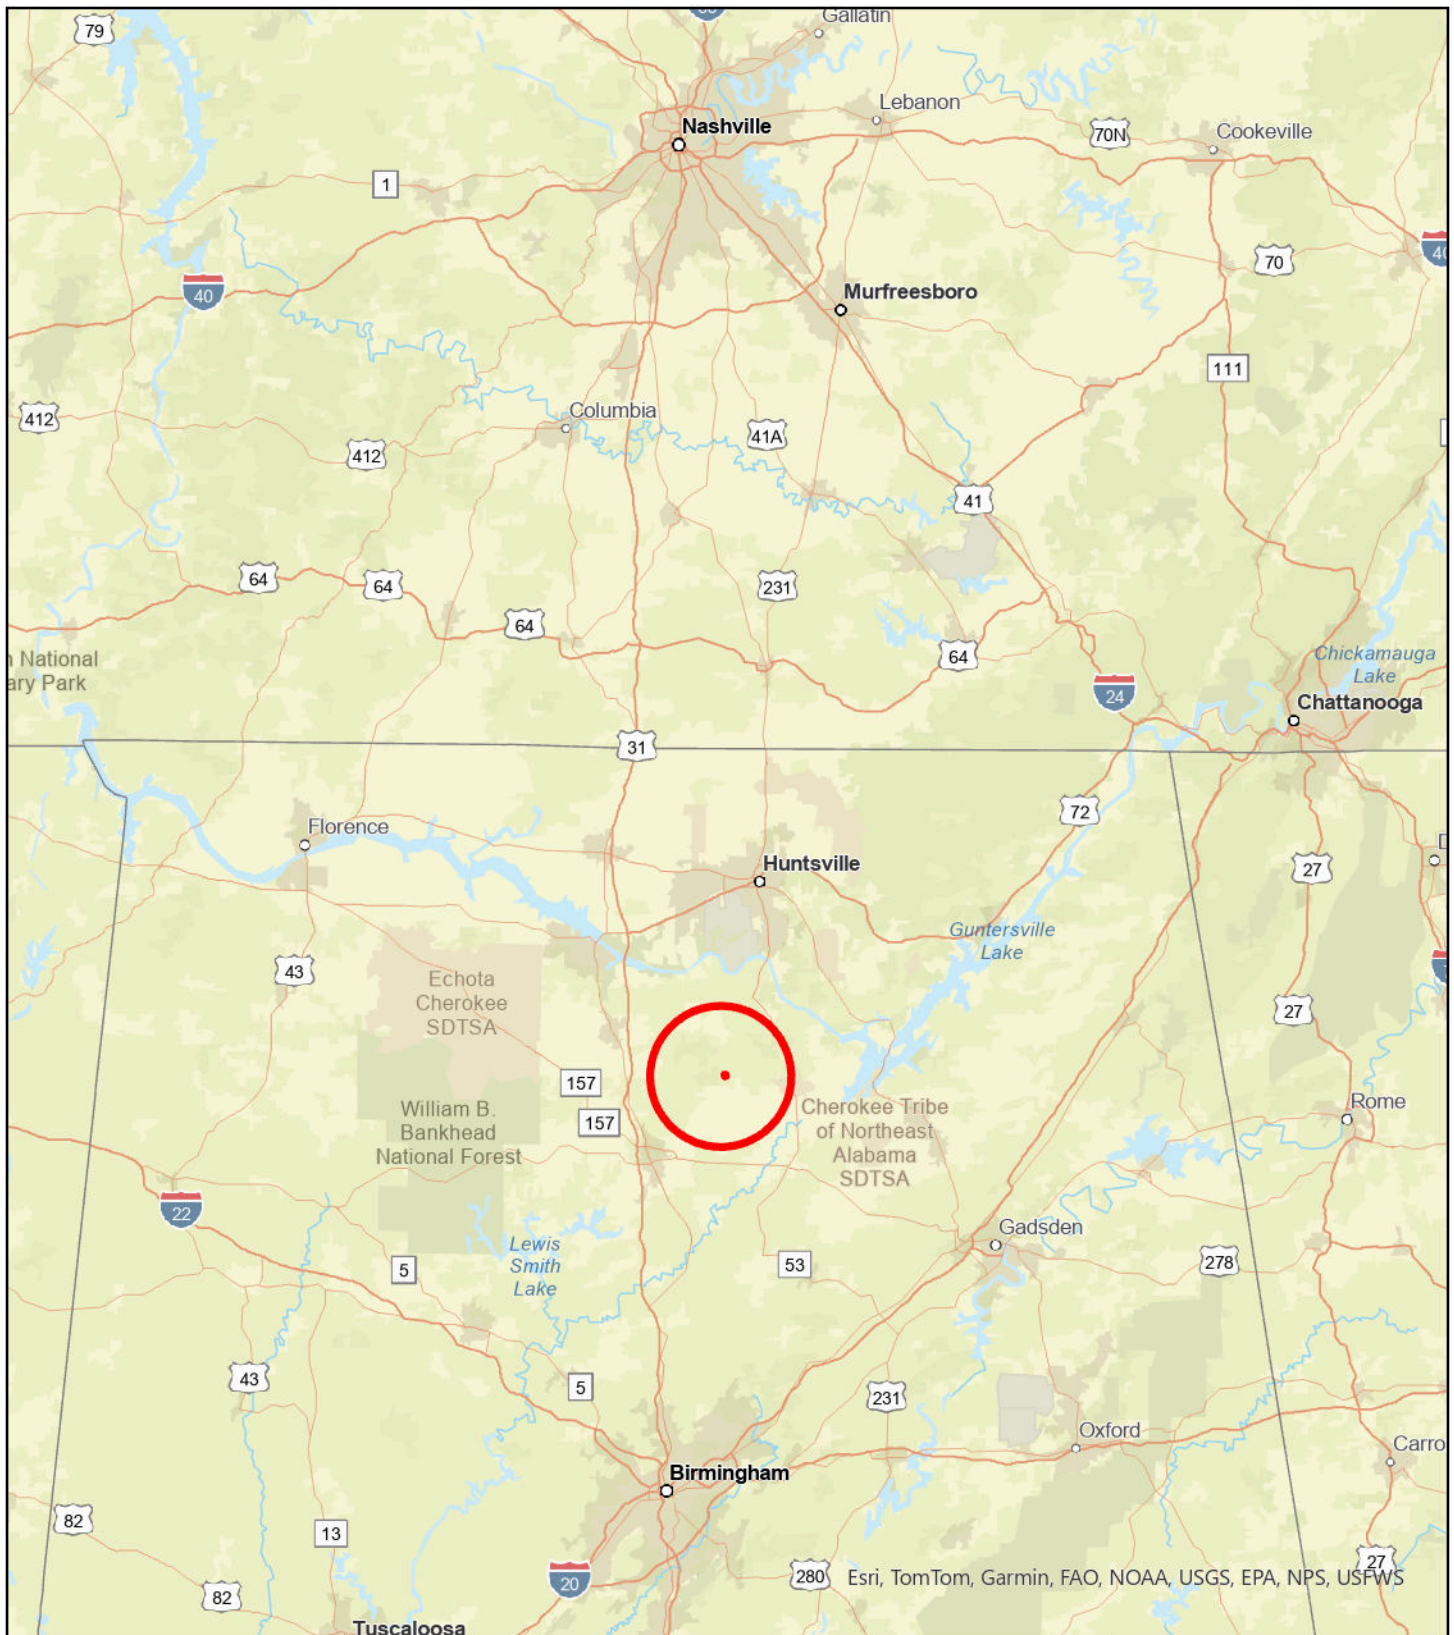 79
Gallatin
Lebanon
Nashville
70N
Cookeville
1
40
70
40
Murfreesboro
111
412
Columbia
41A
412
41
64
64
231
64
64
n National
ary Park
Chickamauga
Lake
24
Chattanooga
31
72
Florence
Huntsville
27
Guntersville
Lake
43
Echota
Cherokee
SDTSA
27
157
157
William B.
Bankhead
National Forest
Cherokee Tribe
of Northeast
Alabama
SDTSA
Rome
22
Gadsden
Lewis
Smith
Lake
5
53
278
43
5
231
Oxford
Carro
Birmingham
82
13
20
280
27
Esri, TomTom, Garmin, FAO, NOAA, USGS, EPA, NPS, USFWS
82
Tuscaloosa